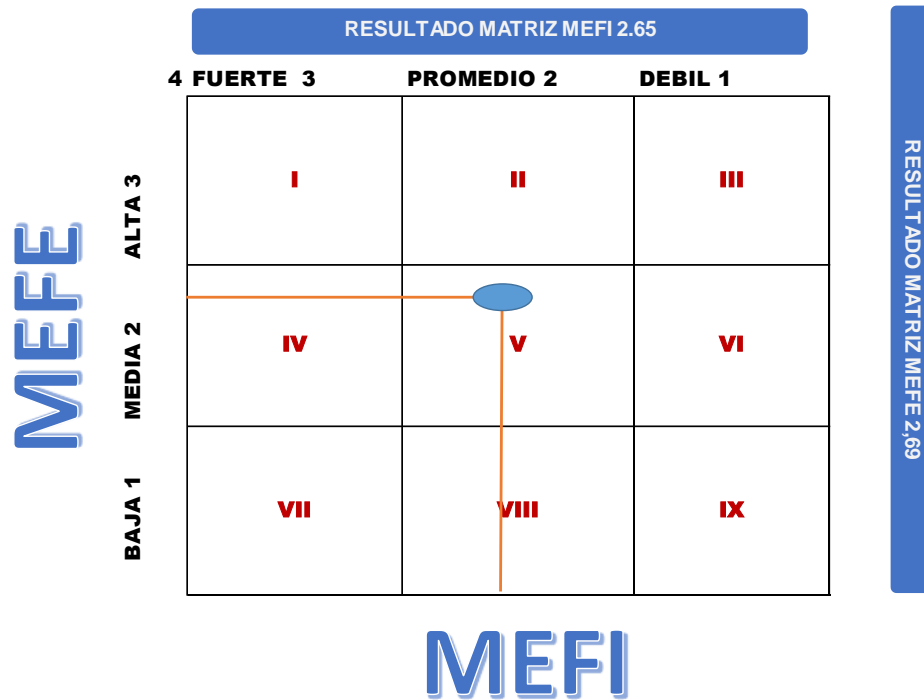 RESULTADO MATRIZ MEFI 2.65
4 FUERTE 3 PROMEDIO 2 DEBIL 1
MEFE
ALTA 3
I II III
MEDIA 2
IV V VI
BAJA 1
VII VIII IX
RESULTADO MATRIZ MEFE 2,69
MEFI